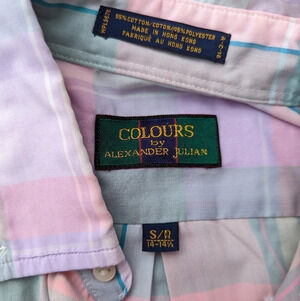 55%COTTON/COTON/45%POLYESTER
MADE IN HONG KONG
FABRIQUÉ AU HONG KONG
COLOURS
by
ALEXANDER JULIAN
S/P
14-14½